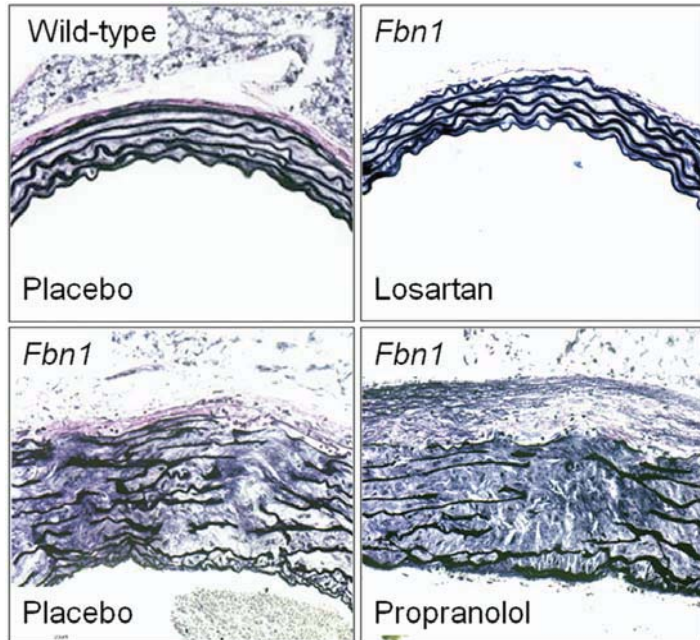 Wild-type
Placebo
Fbn1
Losartan
Fbn1
Placebo
Fbn1
Propranolol